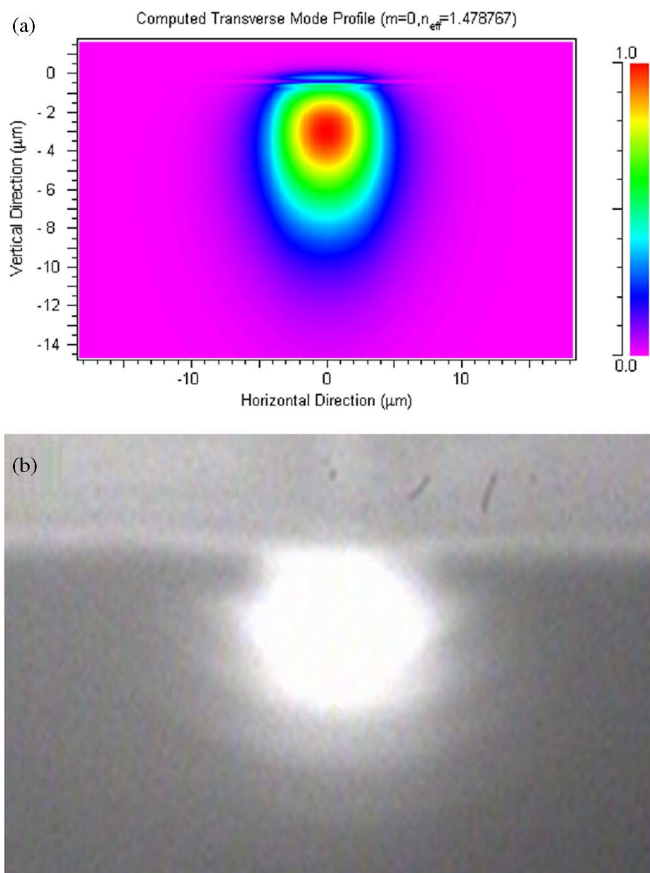 (a)
Computed Transverse Mode Profile (m=0,n_eff=1.478767)
1.0
0
- 2
- 4
- 6
- 8
-10
-12
-14
Vertical Direction (μm)
0.0
-10
0
10
Horizontal Direction (μm)
(b)